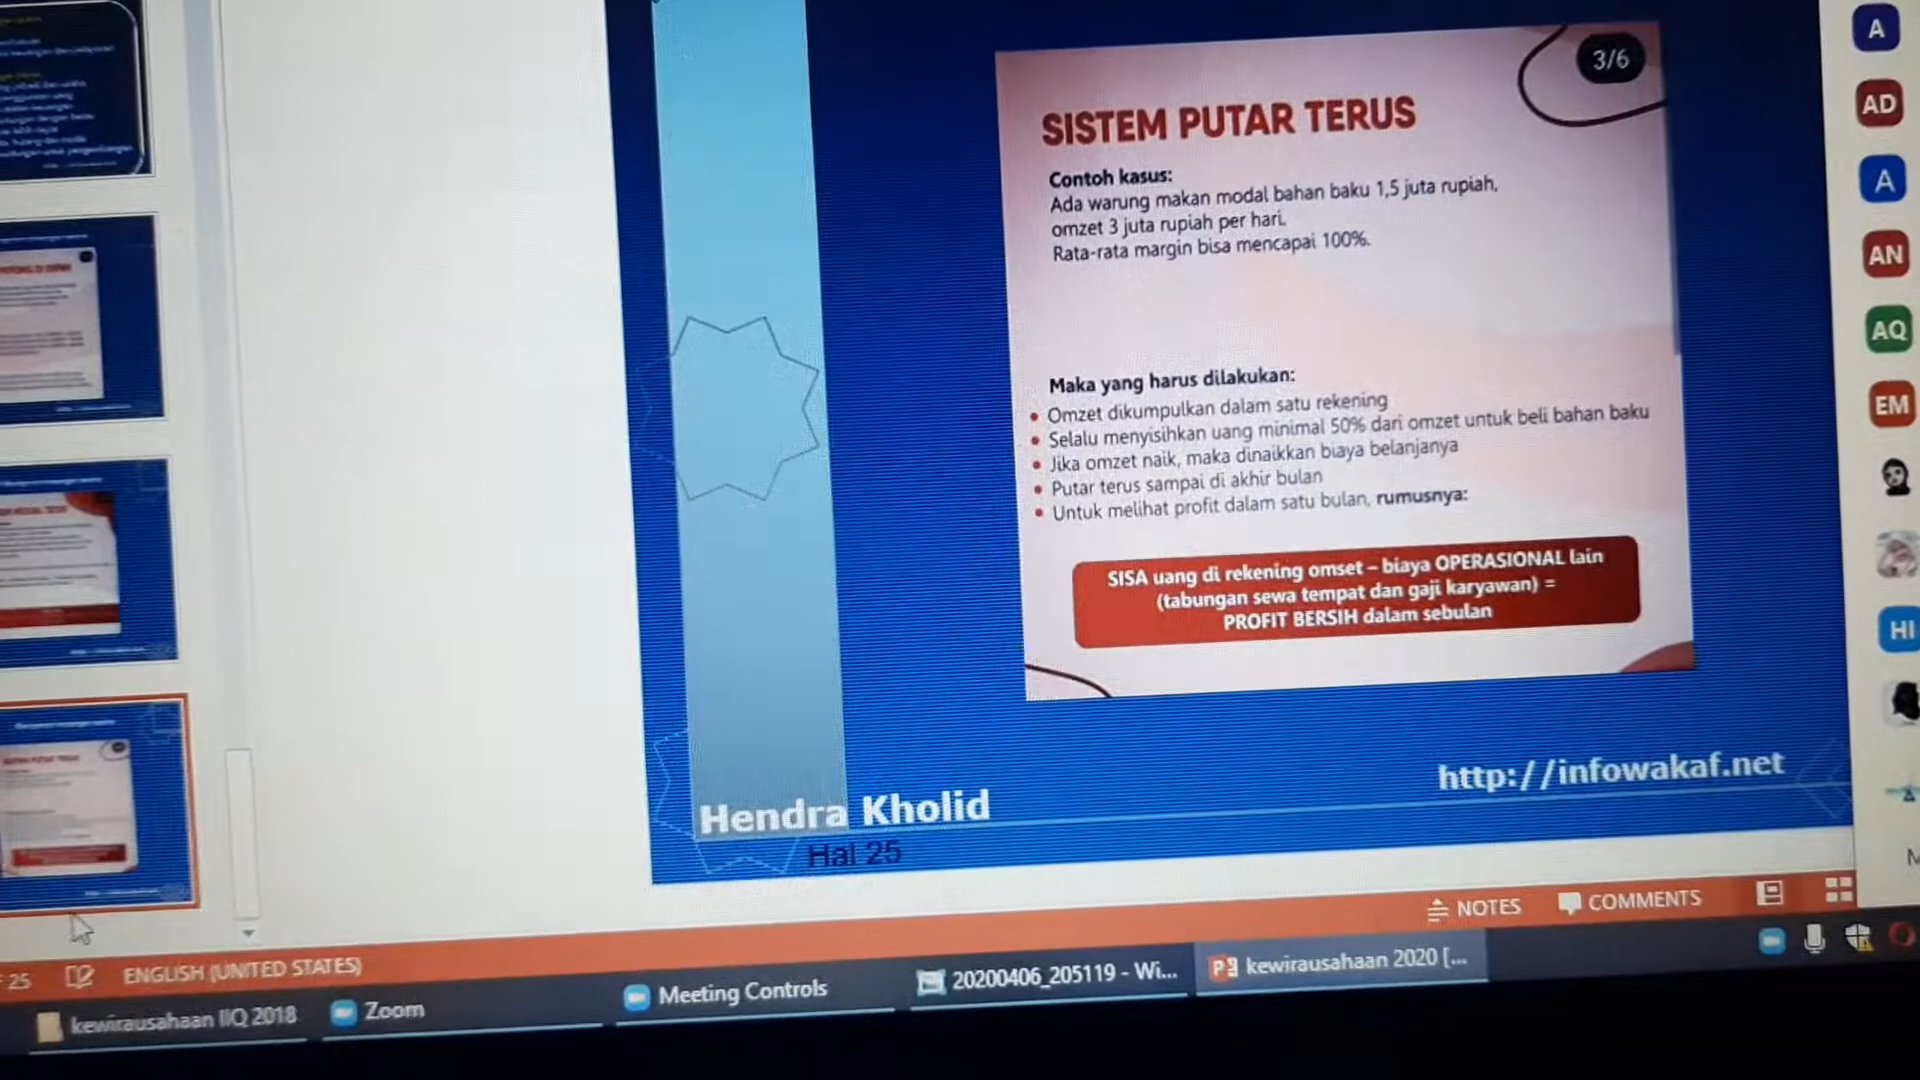 3/6
SISTEM PUTAR TERUS
Contoh kasus:
Ada warung makan modal bahan baku 1,5 juta rupiah,
omzet 3 juta rupiah per hari.
Rata-rata margin bisa mencapai 100%.
Maka yang harus dilakukan:
• Omzet dikumpulkan dalam satu rekening
• Selalu menyisihkan uang minimal 50% dari omzet untuk beli bahan baku
• Jika omzet naik, maka dinaikkan biaya belanjanya
• Putar terus sampai di akhir bulan
• Untuk melihat profit dalam satu bulan, rumusnya:
SISA uang di rekening omset – biaya OPERASIONAL lain
(tabungan sewa tempat dan gaji karyawan) =
PROFIT BERSIH dalam sebulan
http://infowakaf.net
Hendra Kholid
Hal 25
A
AD
A
AN
AQ
EM
HI
NOTES
COMMENTS
25
ENGLISH (UNITED STATES)
kewirausahaan IIQ 2018
Zoom
Meeting Controls
20200406_205119 - Wi...
kewirausahaan 2020 [...